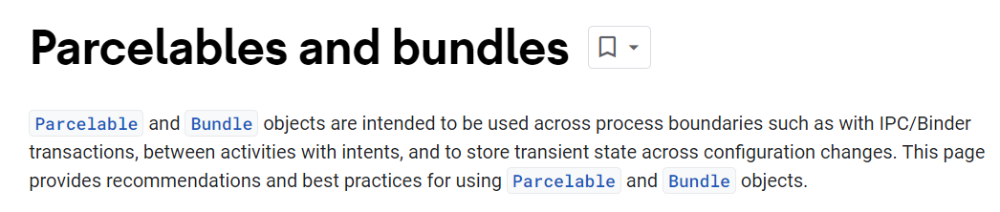 Parcelables and bundles
Parcelable and Bundle objects are intended to be used across process boundaries such as with IPC/Binder
transactions, between activities with intents, and to store transient state across configuration changes. This page
provides recommendations and best practices for using Parcelable and Bundle objects.